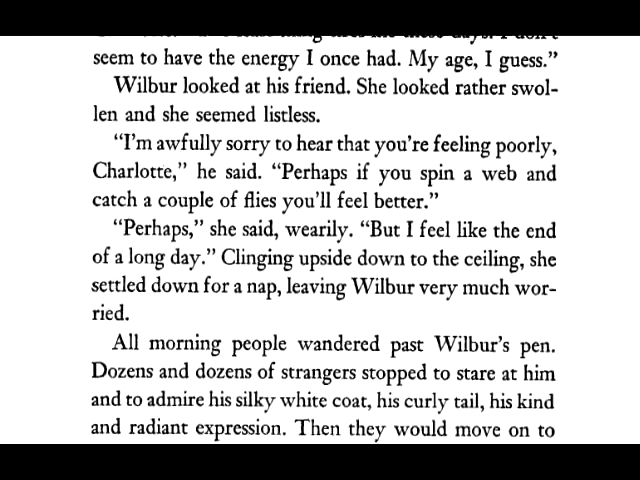 days. I don't
seem to have the energy I once had. My age, I guess.”
Wilbur looked at his friend. She looked rather swol-
len and she seemed listless.
“I'm awfully sorry to hear that you're feeling poorly,
Charlotte,” he said. “Perhaps if you spin a web and
catch a couple of flies you'll feel better.”
“Perhaps,” she said, wearily. “But I feel like the end
of a long day.” Clinging upside down to the ceiling, she
settled down for a nap, leaving Wilbur very much wor-
ried.
All morning people wandered past Wilbur's pen.
Dozens and dozens of strangers stopped to stare at him
and to admire his silky white coat, his curly tail, his kind
and radiant expression. Then they would move on to